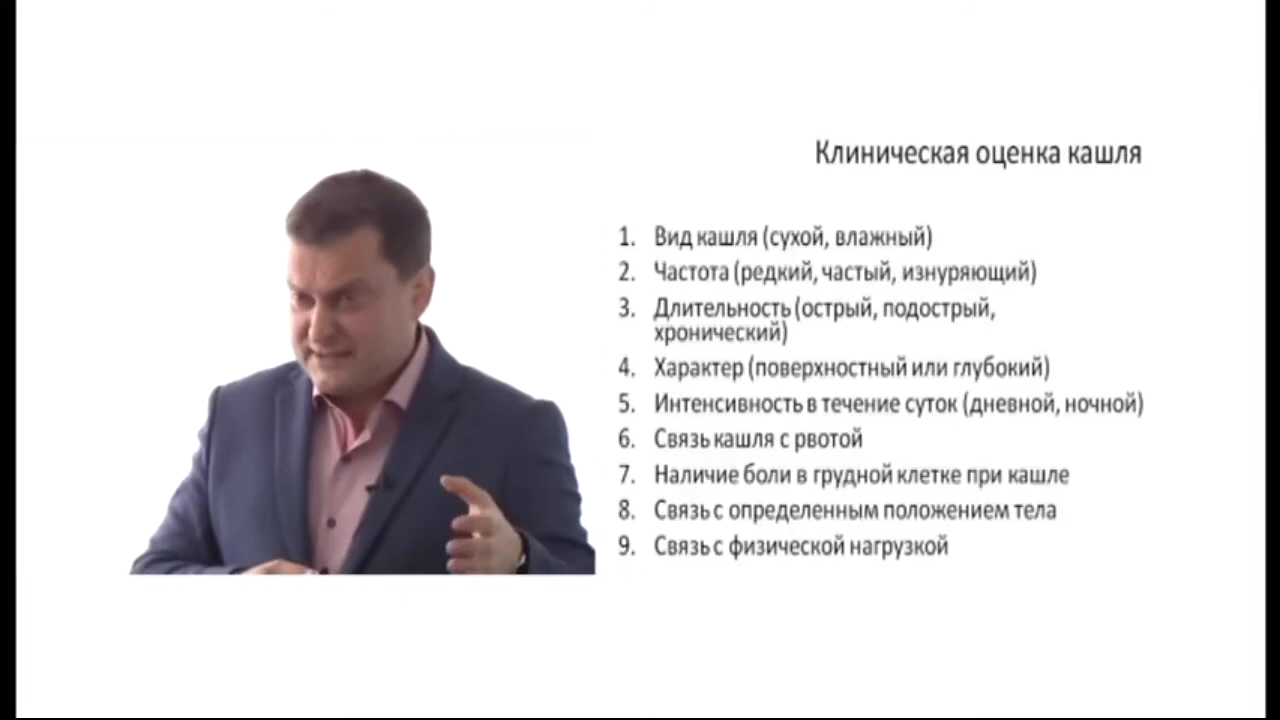 Клиническая оценка кашля
1. Вид кашля (сухой, влажный)
2. Частота (редкий, частый, изнуряющий)
3. Длительность (острый, подострый,
хронический)
4. Характер (поверхностный или глубокий)
5. Интенсивность в течение суток (дневной, ночной)
6. Связь кашля с рвотой
7. Наличие боли в грудной клетке при кашле
8. Связь с определенным положением тела
9. Связь с физической нагрузкой